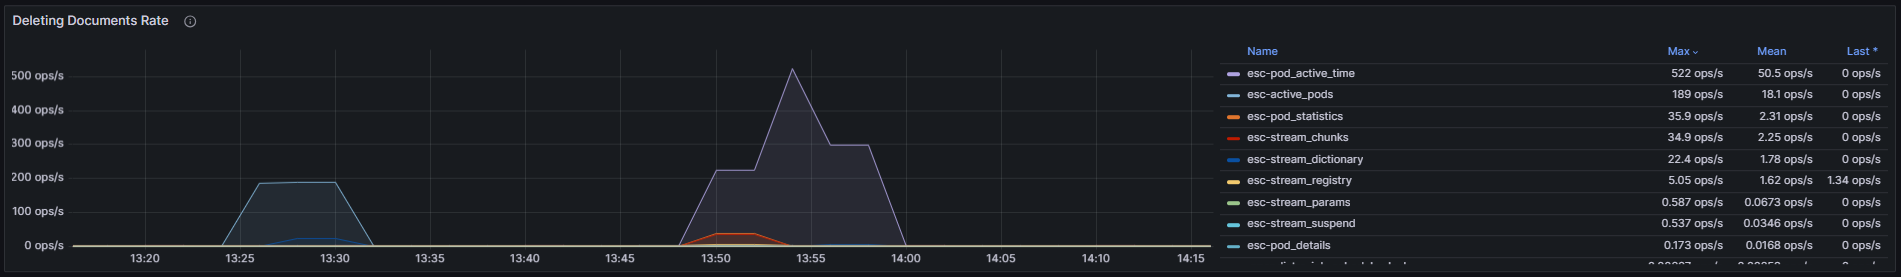 Deleting Documents Rate
Name Max Mean Last *
500 ops/s
400 ops/s
300 ops/s
200 ops/s
100 ops/s
0 ops/s
13:20 13:25 13:30 13:35 13:40 13:45 13:50 13:55 14:00 14:05 14:10 14:15
esc-pod_active_time 522 ops/s 50.5 ops/s 0 ops/s
esc-active_pods 189 ops/s 18.1 ops/s 0 ops/s
esc-pod_statistics 35.9 ops/s 2.31 ops/s 0 ops/s
esc-stream_chunks 34.9 ops/s 2.25 ops/s 0 ops/s
esc-stream_dictionary 22.4 ops/s 1.78 ops/s 0 ops/s
esc-stream_registry 5.05 ops/s 1.62 ops/s 1.34 ops/s
esc-stream_params 0.587 ops/s 0.0673 ops/s 0 ops/s
esc-stream_suspend 0.537 ops/s 0.0346 ops/s 0 ops/s
esc-pod_details 0.173 ops/s 0.0168 ops/s 0 ops/s